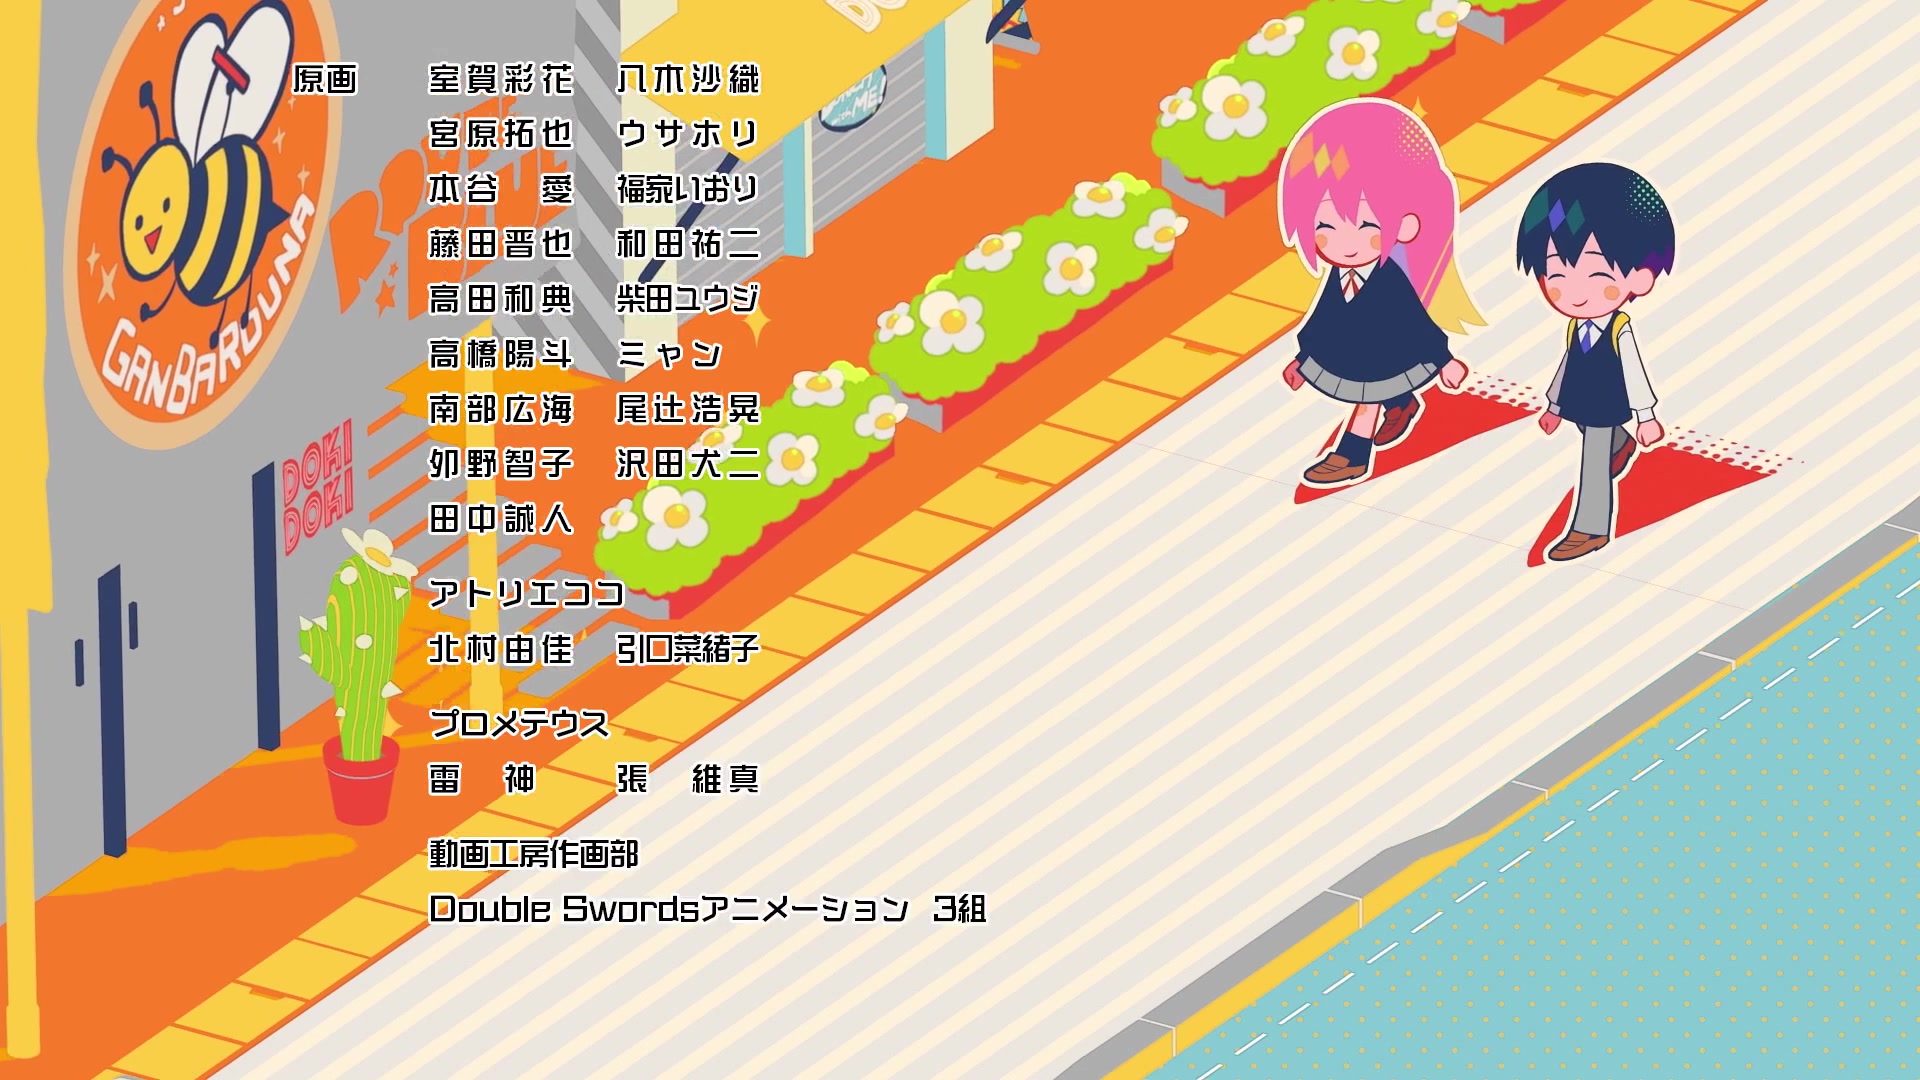 原画 室賀彩花 八木沙織
宮原拓也 ウサホリ
本谷 愛 福家いおり
藤田晋也 和田祐二
高田和典 柴田ユウジ
高橋陽斗 ミャン
南部広海 尾辻浩晃
卯野智子 沢田犬二
田中誠人
アトリエココ
北村由佳 引口菜緒子
プロメテウス
雷 神 張 維真
動画工房作画部
Double Swordsアニメーション 3組
GANBAROUNA
DOKI
DOKI